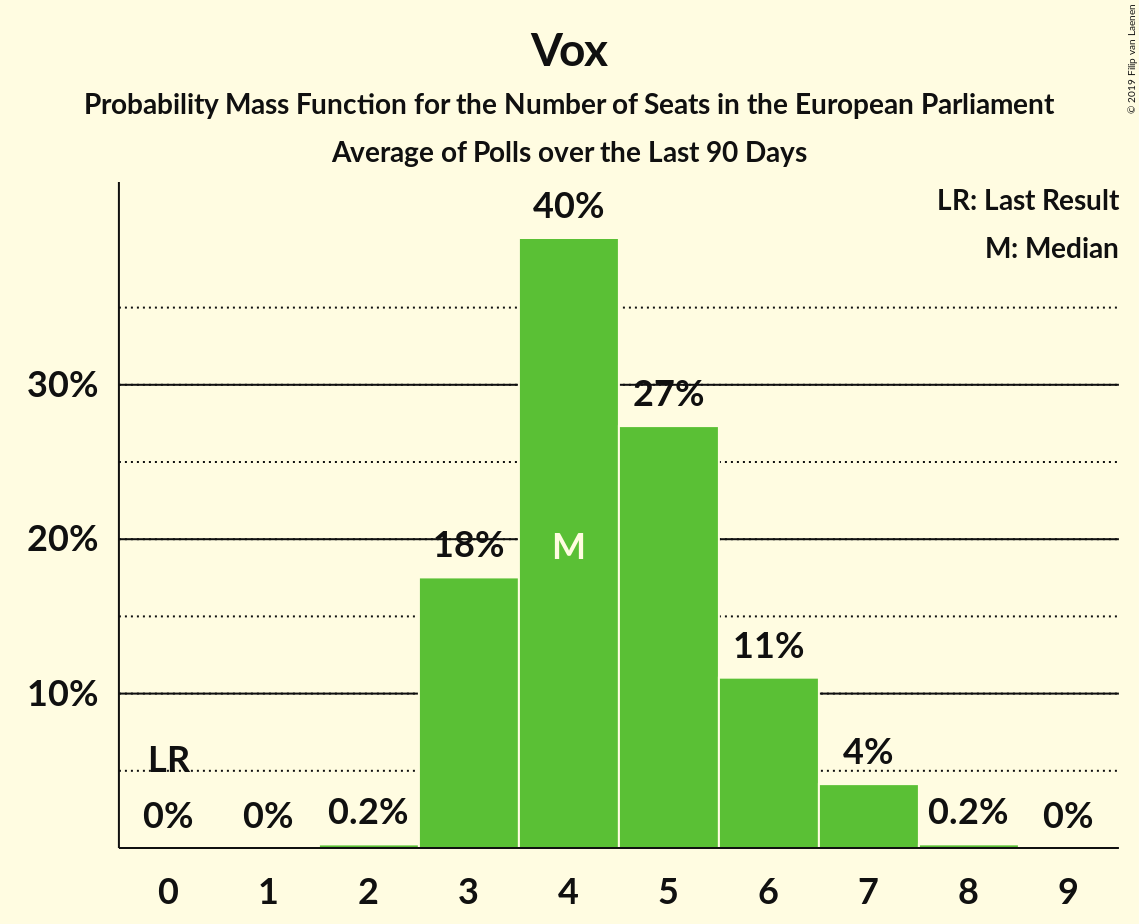 Vox
Probability Mass Function for the Number of Seats in the European Parliament
Average of Polls over the Last 90 Days
© 2019 Filip van Laenen
LR: Last Result
M: Median
40%
30%
27%
20%
18%
M
11%
10%
LR
4%
0% 0% 0.2% 0.2% 0%
0 1 2 3 4 5 6 7 8 9